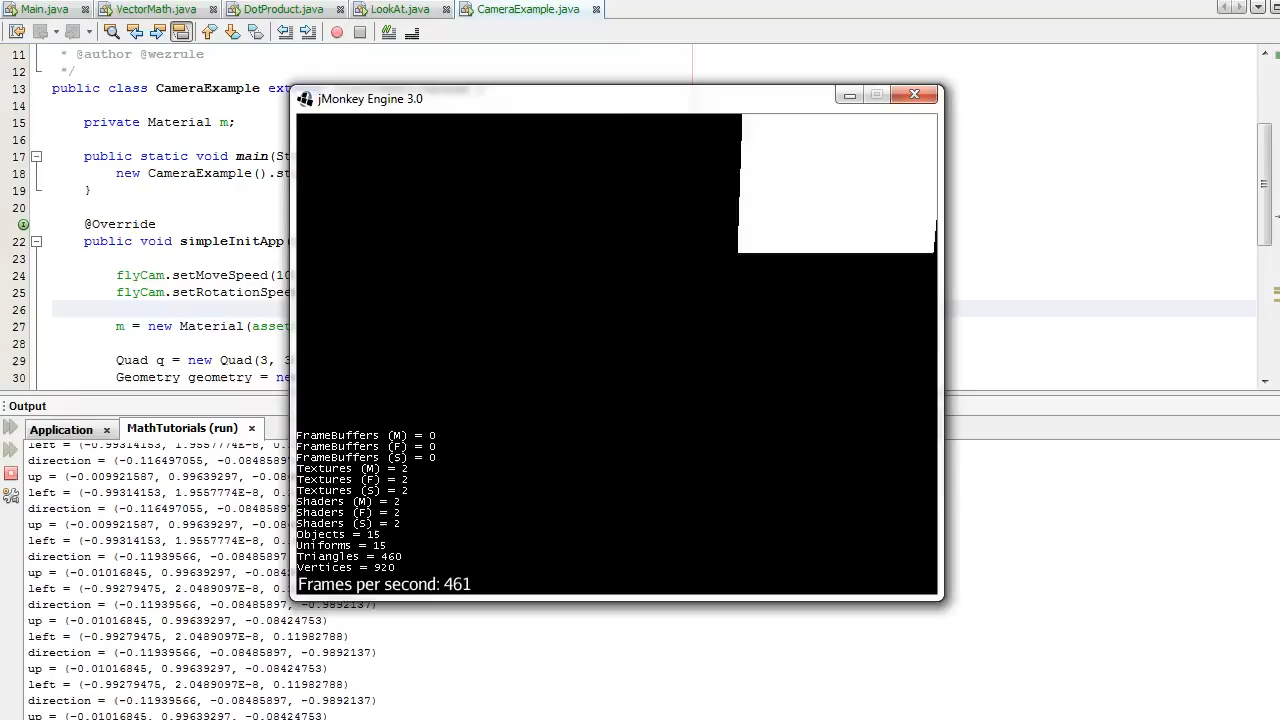 Main.java
VectorMath.java
DotProduct.java
LookAt.java
CameraExample.java
11 * @author @wezrule
12 */
13 public class CameraExample ext
14
15 private Material m;
16
17 public static void main(St
18 new CameraExample().st
19 }
20
@Override
22 public void simpleInitApp(
23
24 flyCam.setMoveSpeed(10
25 flyCam.setRotationSpee
26
27 m = new Material(asset
28
29 Quad q = new Quad(3, 3
30 Geometry geometry = ne
jMonkey Engine 3.0
FrameBuffers (M) = 0
FrameBuffers (F) = 0
FrameBuffers (S) = 0
Textures (M) = 2
Textures (F) = 2
Textures (S) = 2
Shaders (M) = 2
Shaders (F) = 2
Shaders (S) = 2
Objects = 15
Uniforms = 15
Triangles = 460
Vertices = 920
Frames per second: 461
Output
Application
MathTutorials (run)
left = (-0.99314153, 1.9557774E-8, 0.
direction = (-0.116497055, -0.0848589
up = (-0.009921587, 0.99639297, -0.08
left = (-0.99314153, 1.9557774E-8, 0.
direction = (-0.116497055, -0.0848589
up = (-0.009921587, 0.99639297, -0.08
left = (-0.99314153, 1.9557774E-8, 0.
direction = (-0.11939566, -0.08485897
up = (-0.01016845, 0.99639297, -0.084
left = (-0.99279475, 2.0489097E-8, 0.
direction = (-0.11939566, -0.08485897, -0.9892137)
up = (-0.01016845, 0.99639297, -0.08424753)
left = (-0.99279475, 2.0489097E-8, 0.11982788)
direction = (-0.11939566, -0.08485897, -0.9892137)
up = (-0.01016845, 0.99639297, -0.08424753)
left = (-0.99279475, 2.0489097E-8, 0.11982788)
direction = (-0.11939566, -0.08485897, -0.9892137)
up = (-0.01016845, 0.99639297, -0.08424753)